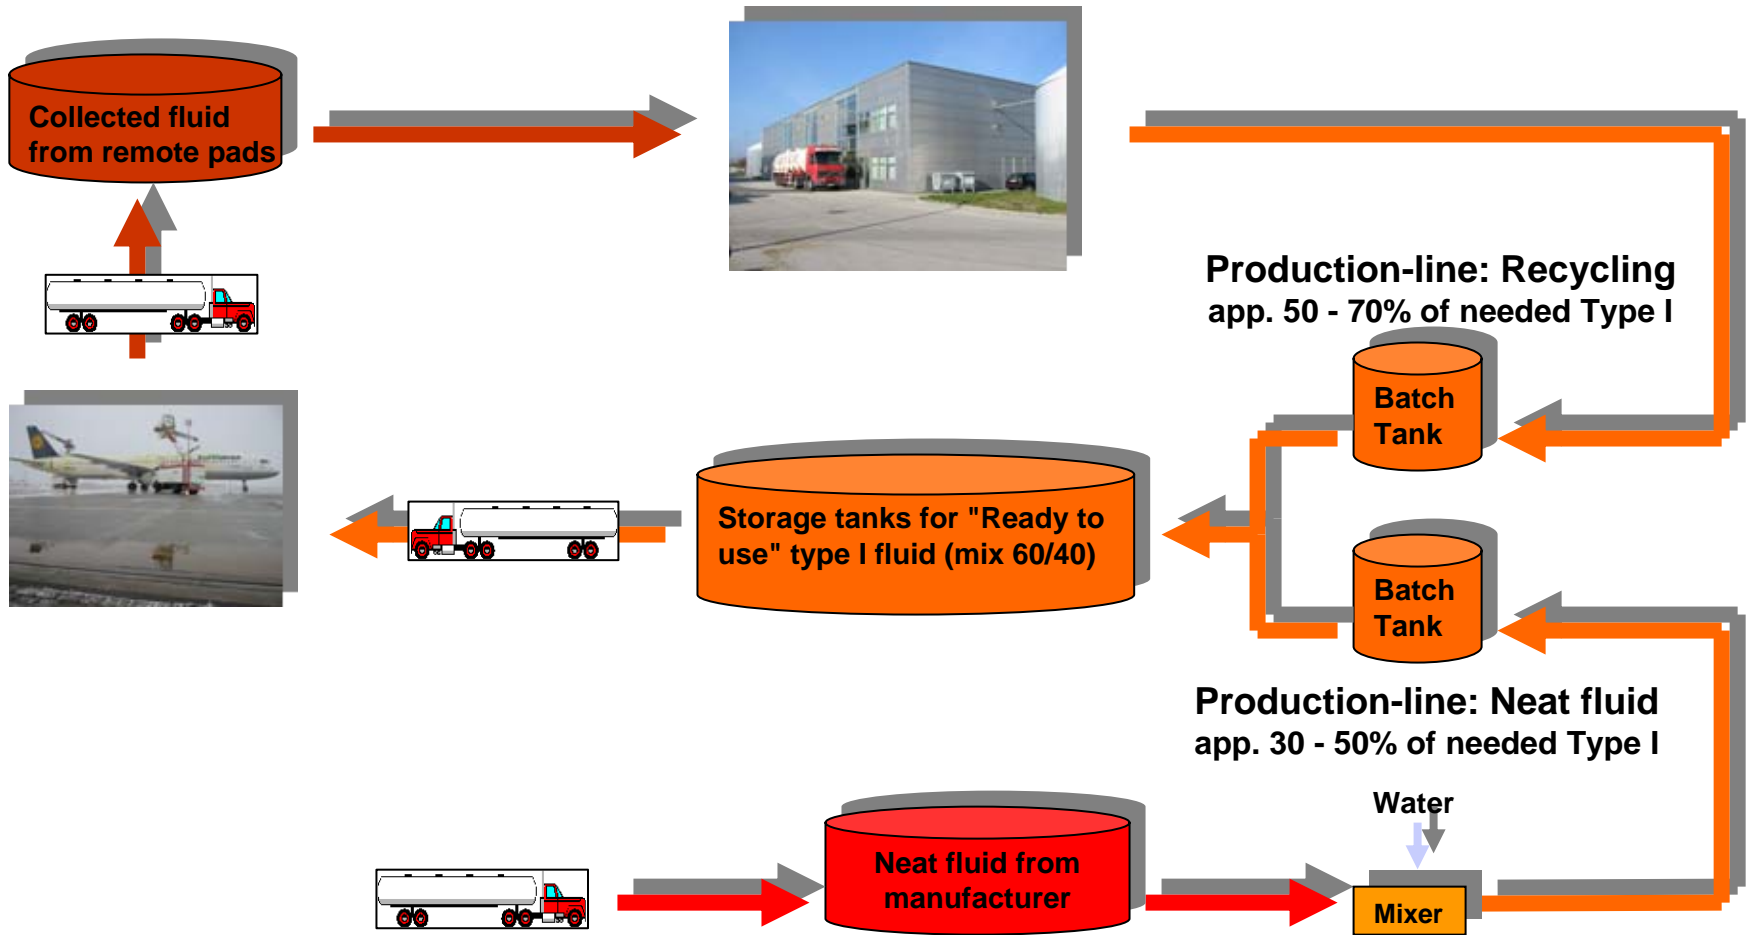 Collected fluid
from remote pads
Production-line: Recycling
app. 50 - 70% of needed Type I
Batch
Tank
Storage tanks for "Ready to
use" type I fluid (mix 60/40)
Batch
Tank
Production-line: Neat fluid
app. 30 - 50% of needed Type I
Water
Neat fluid from
manufacturer
Mixer